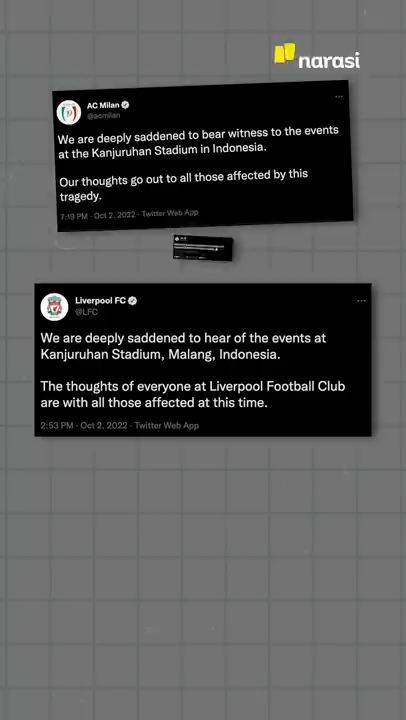 narasi
AC Milan
@acmilan
We are deeply saddened to bear witness to the events
at the Kanjuruhan Stadium in Indonesia.
Our thoughts go out to all those affected by this
tragedy.
7:19 PM · Oct 2, 2022 · Twitter Web App
Liverpool FC
@LFC
We are deeply saddened to hear of the events at
Kanjuruhan Stadium, Malang, Indonesia.
The thoughts of everyone at Liverpool Football Club
are with all those affected at this time.
2:53 PM · Oct 2, 2022 · Twitter Web App